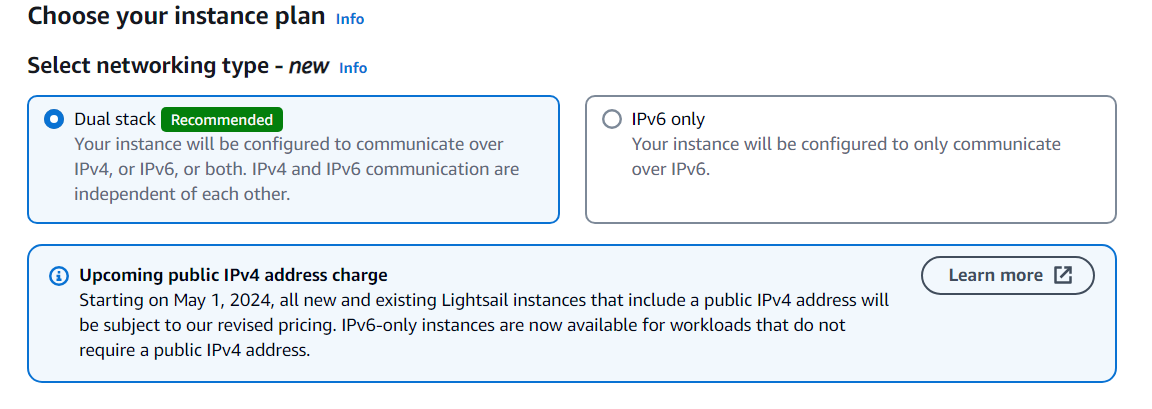 Choose your instance plan Info
Select networking type - new Info
Dual stack Recommended
Your instance will be configured to communicate over
IPv4, or IPv6, or both. IPv4 and IPv6 communication are
independent of each other.
IPv6 only
Your instance will be configured to only communicate
over IPv6.
Upcoming public IPv4 address charge
Starting on May 1, 2024, all new and existing Lightsail instances that include a public IPv4 address will
be subject to our revised pricing. IPv6-only instances are now available for workloads that do not
require a public IPv4 address.
Learn more